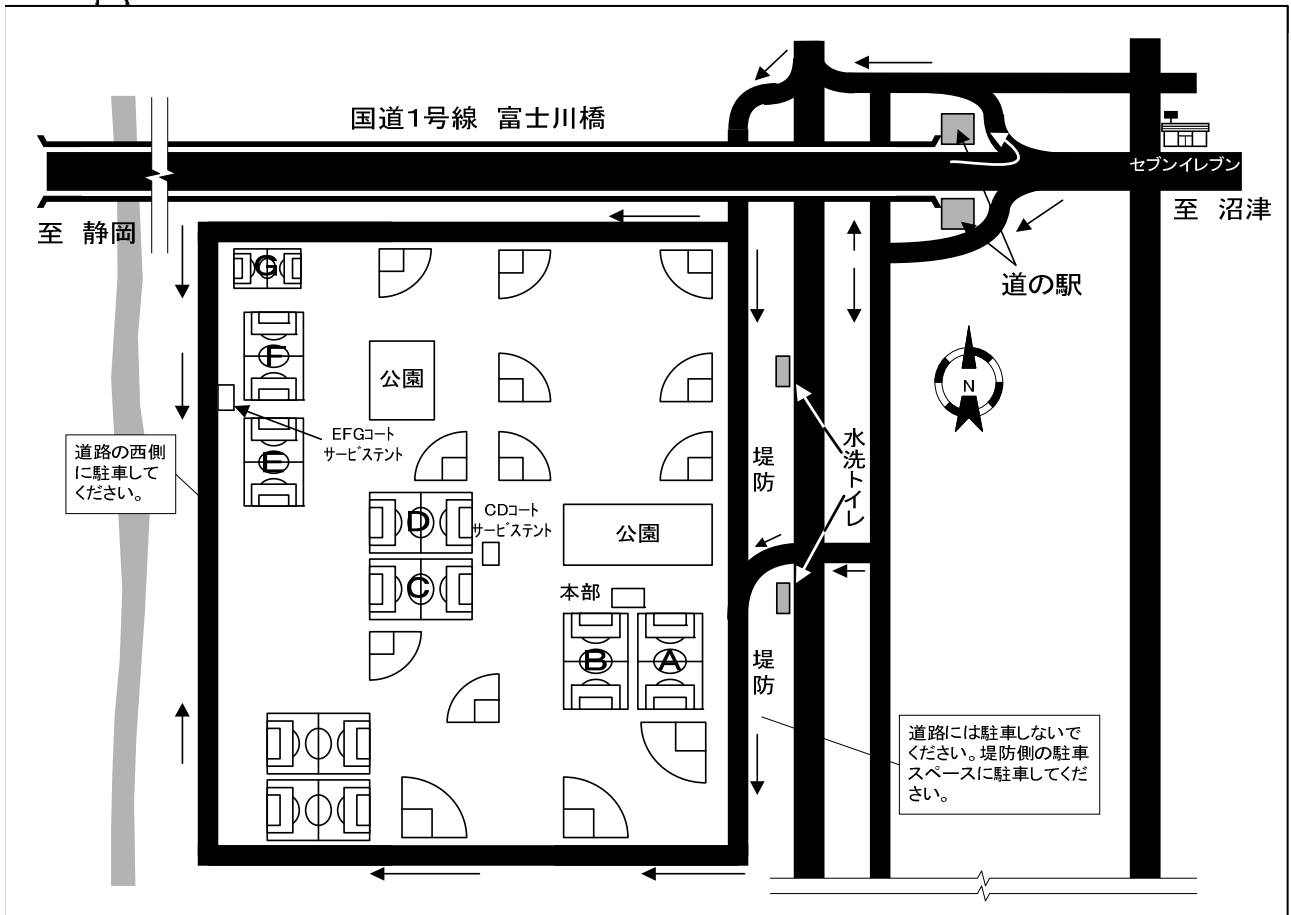 国道1号線 富士川橋
セブンイレブン
至 静岡
至 沼津
道の駅
G
F
公園
N
EFGコート
サービステント
E
道路の西側
に駐車して
ください。
堤防
水洗トイレ
D
CDコート
サービステント
公園
C
本部
B
A
堤防
道路には駐車しないで
ください。堤防側の駐車
スペースに駐車してくだ
さい。